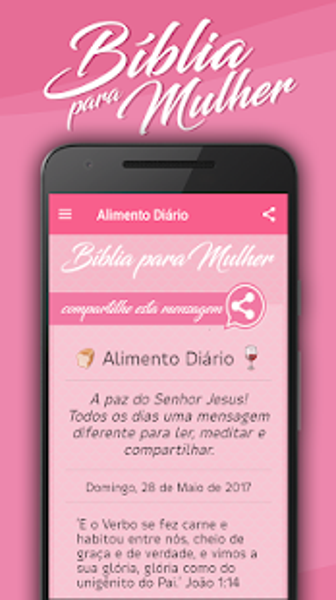 Bíblia
para Mulher
Alimento Diário
Bíblia para Mulher
compartilhe esta mensagem
Alimento Diário
A paz do Senhor Jesus!
Todos os dias uma mensagem
diferente para ler, meditar e
compartilhar.
Domingo, 28 de Maio de 2017
'E o Verbo se fez carne e
habitou entre nós, cheio de
graça e de verdade, e vimos a
sua glória, glória como do
unigênito do Pai.' João 1:14